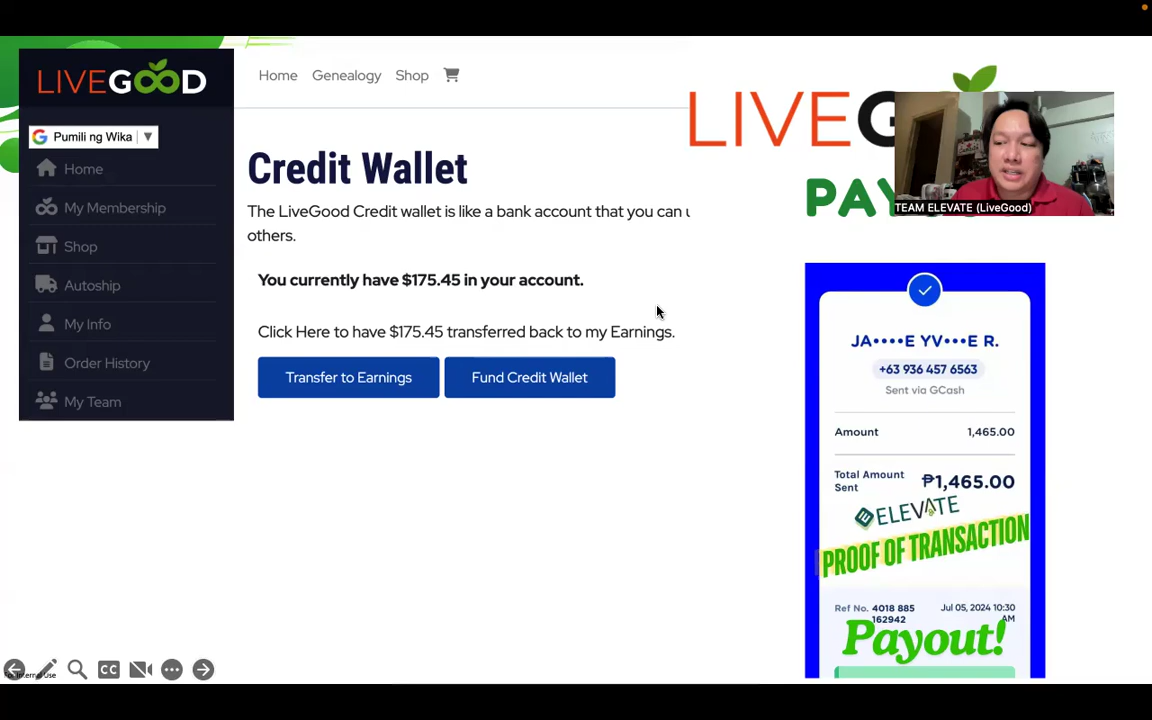 LIVEGOOD
Pumili ng Wika ▼
Home
My Membership
Shop
Autoship
My Info
Order History
My Team
Home Genealogy Shop
Credit Wallet
The LiveGood Credit wallet is like a bank account that you can u
others.
You currently have $175.45 in your account.
Click Here to have $175.45 transferred back to my Earnings.
Transfer to Earnings
Fund Credit Wallet
LIVEG
PAY
TEAM ELEVATE (LiveGood)
JA••••E YV•••E R.
+63 936 457 6563
Sent via GCash
Amount 1,465.00
Total Amount
Sent
₱1,465.00
ELEVATE
PROOF OF TRANSACTION
Ref No. 4018 885
162942
Jul 05, 2024 10:30
AM
Payout!
CC
For Internal Use